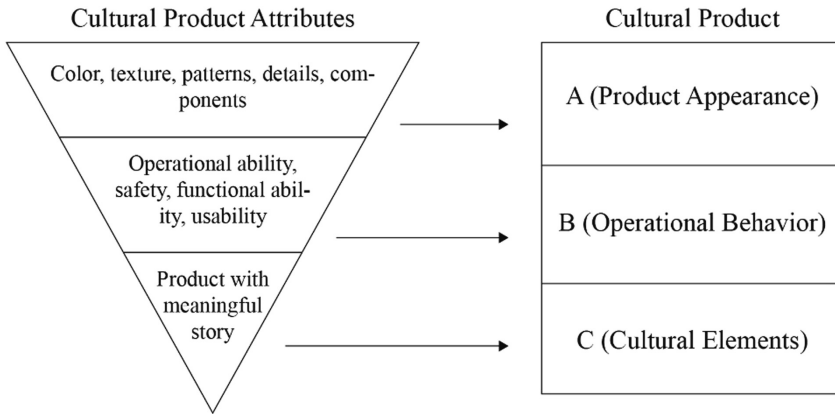 Cultural Product Attributes
Color, texture, patterns, details, com-
ponents
Operational ability,
safety, functional abil-
ity, usability
Product with
meaningful
story
Cultural Product
A (Product Appearance)
B (Operational Behavior)
C (Cultural Elements)